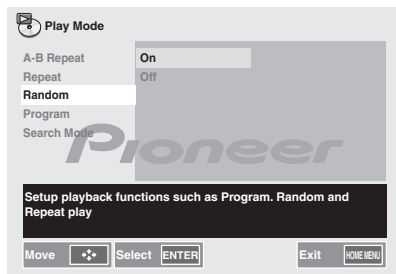 Play Mode
A-B Repeat On
Repeat Off
Random
Program
Search Mode
Pioneer
Setup playback functions such as Program. Random and
Repeat play
Move Select ENTER Exit HOME MENU